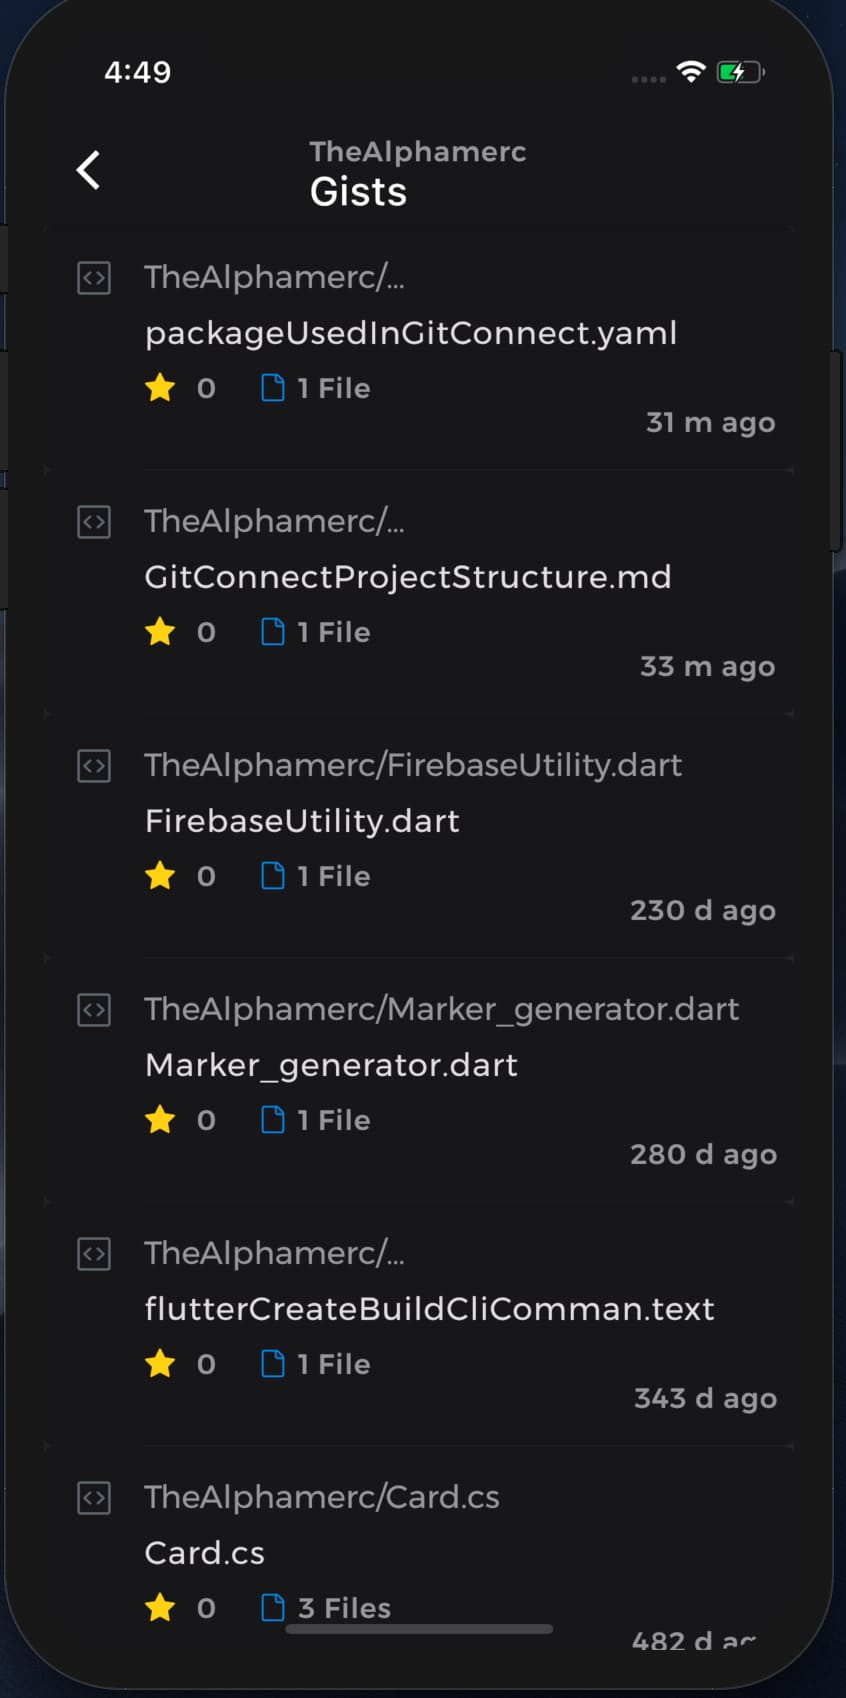 4:49
TheAlphamerc
Gists
TheAlphamerc/...
packageUsedInGitConnect.yaml
0 1 File
31 m ago
TheAlphamerc/...
GitConnectProjectStructure.md
0 1 File
33 m ago
TheAlphamerc/FirebaseUtility.dart
FirebaseUtility.dart
0 1 File
230 d ago
TheAlphamerc/Marker_generator.dart
Marker_generator.dart
0 1 File
280 d ago
TheAlphamerc/...
flutterCreateBuildCliComman.text
0 1 File
343 d ago
TheAlphamerc/Card.cs
Card.cs
0 3 Files
482 d